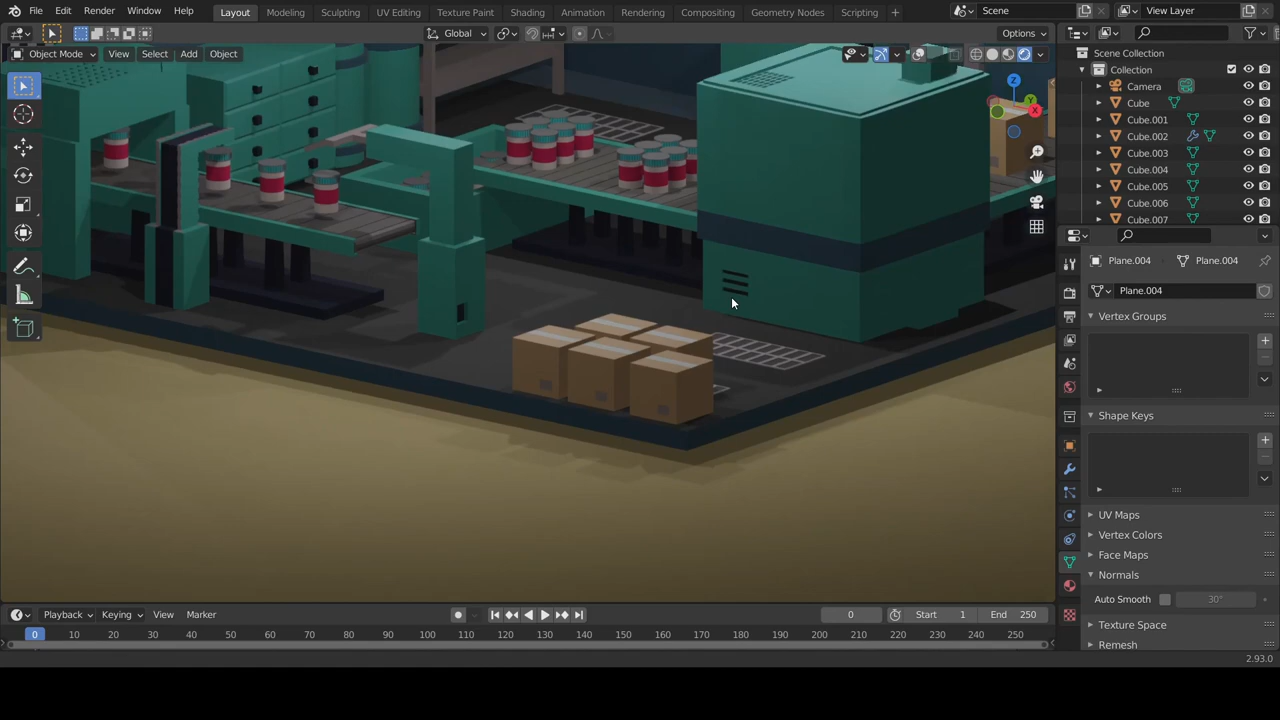 File Edit Render Window Help Layout Modeling Sculpting UV Editing Texture Paint Shading Animation Rendering Compositing Geometry Nodes Scripting + Scene View Layer
Global Options
Object Mode View Select Add Object
Scene Collection
Collection
Camera
Cube
Cube.001
Cube.002
Cube.003
Cube.004
Cube.005
Cube.006
Cube.007
Z
Y
X
Plane.004 Plane.004
Plane.004
Vertex Groups
Shape Keys
UV Maps
Vertex Colors
Face Maps
Normals
Auto Smooth 30°
Texture Space
Remesh
Playback Keying View Marker 0 Start 1 End 250
0 10 20 30 40 50 60 70 80 90 100 110 120 130 140 150 160 170 180 190 200 210 220 230 240 250
2.93.0